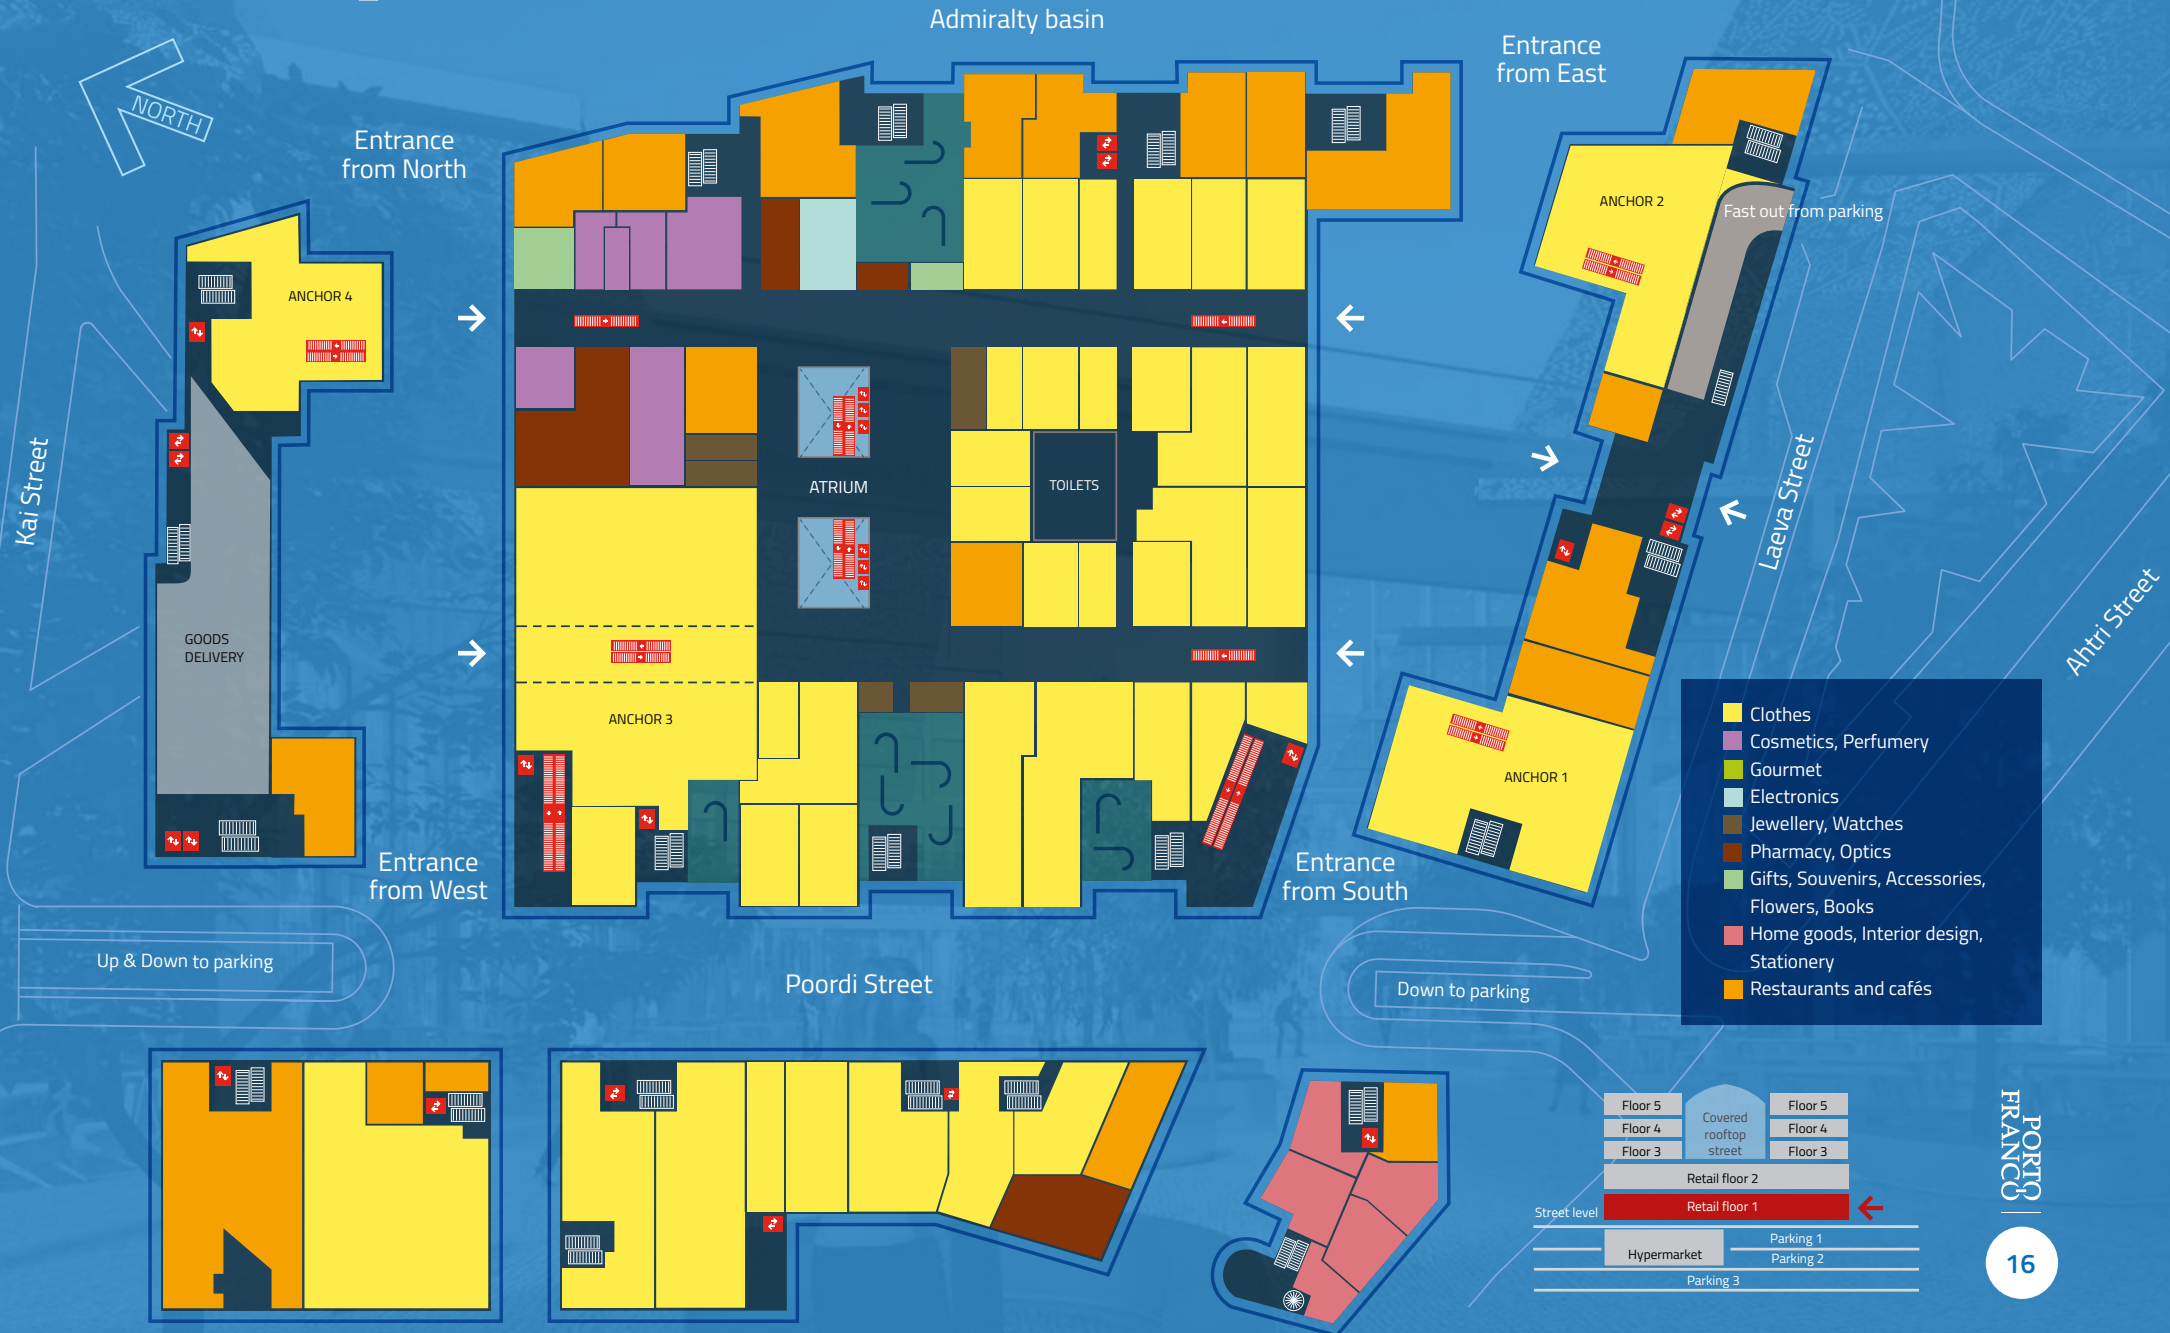 Admiralty basin
Entrance
from East
NORTH
Entrance
from North
ANCHOR 2
Fast out from parking
ANCHOR 4
Kai Street
ATRIUM
TOILETS
Laeva Street
Ahtri Street
GOODS
DELIVERY
ANCHOR 3
ANCHOR 1
Entrance
from West
Entrance
from South
Clothes
Cosmetics, Perfumery
Gourmet
Electronics
Jewellery, Watches
Pharmacy, Optics
Gifts, Souvenirs, Accessories,
Flowers, Books
Home goods, Interior design,
Stationery
Restaurants and cafés
Up & Down to parking
Poordi Street
Down to parking
Floor 5
Floor 4
Floor 3
Covered
rooftop
street
Floor 5
Floor 4
Floor 3
Retail floor 2
Retail floor 1
Street level
Hypermarket
Parking 1
Parking 2
Parking 3
PORTO
FRANCO
16